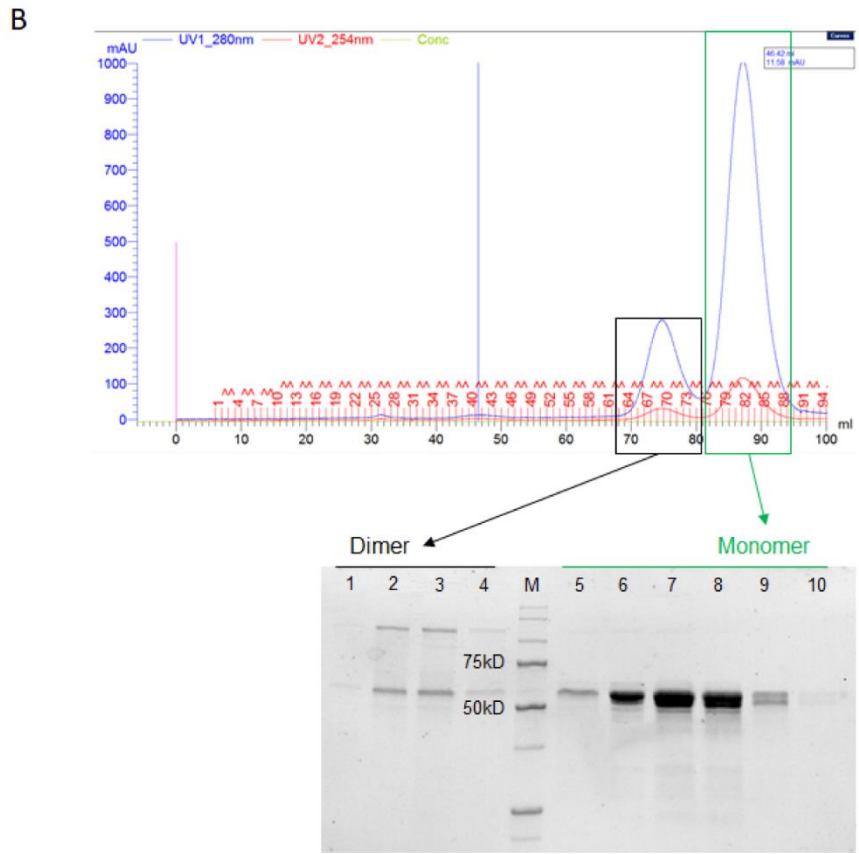 B
UV1_280nm UV2_254nm Conc
Curves
mAU
46.42 ml
11.58 mAU
1000
900
800
700
600
500
400
300
200
100
0
1 4 7 10 13 16 19 22 25 28 31 34 37 40 43 46 49 52 55 58 61 64 67 70 73 76 79 82 85 88 91 94
0 10 20 30 40 50 60 70 80 90 100 ml
Dimer Monomer
1 2 3 4 M 5 6 7 8 9 10
75kD
50kD